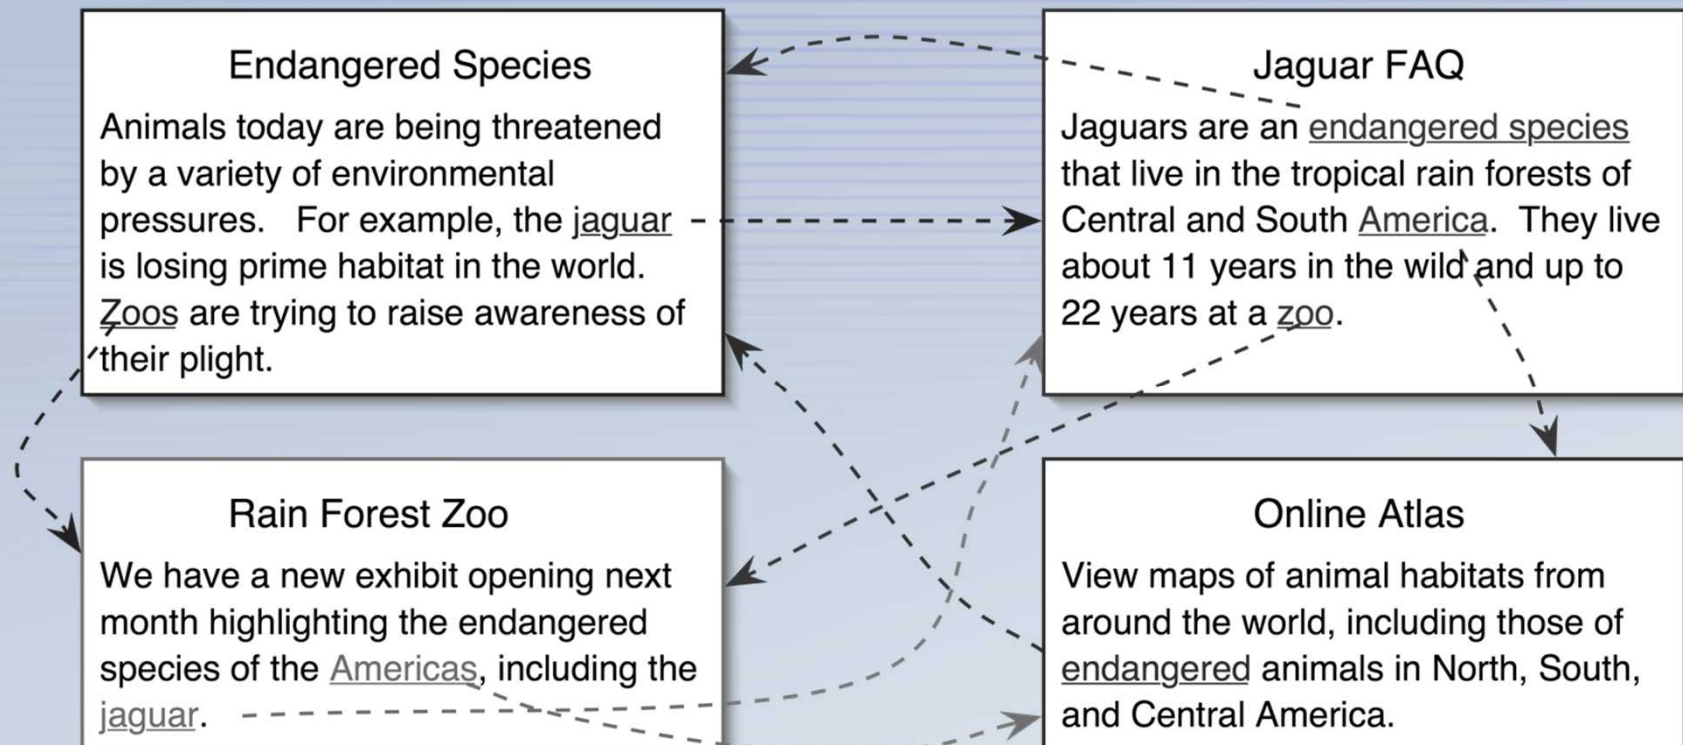 Endangered Species
Animals today are being threatened
by a variety of environmental
pressures.   For example, the jaguar
is losing prime habitat in the world.
Zoos are trying to raise awareness of
their plight.
Jaguar FAQ
Jaguars are an endangered species
that live in the tropical rain forests of
Central and South America.  They live
about 11 years in the wild and up to
22 years at a zoo.
Rain Forest Zoo
We have a new exhibit opening next
month highlighting the endangered
species of the Americas, including the
jaguar.
Online Atlas
View maps of animal habitats from
around the world, including those of
endangered animals in North, South,
and Central America.